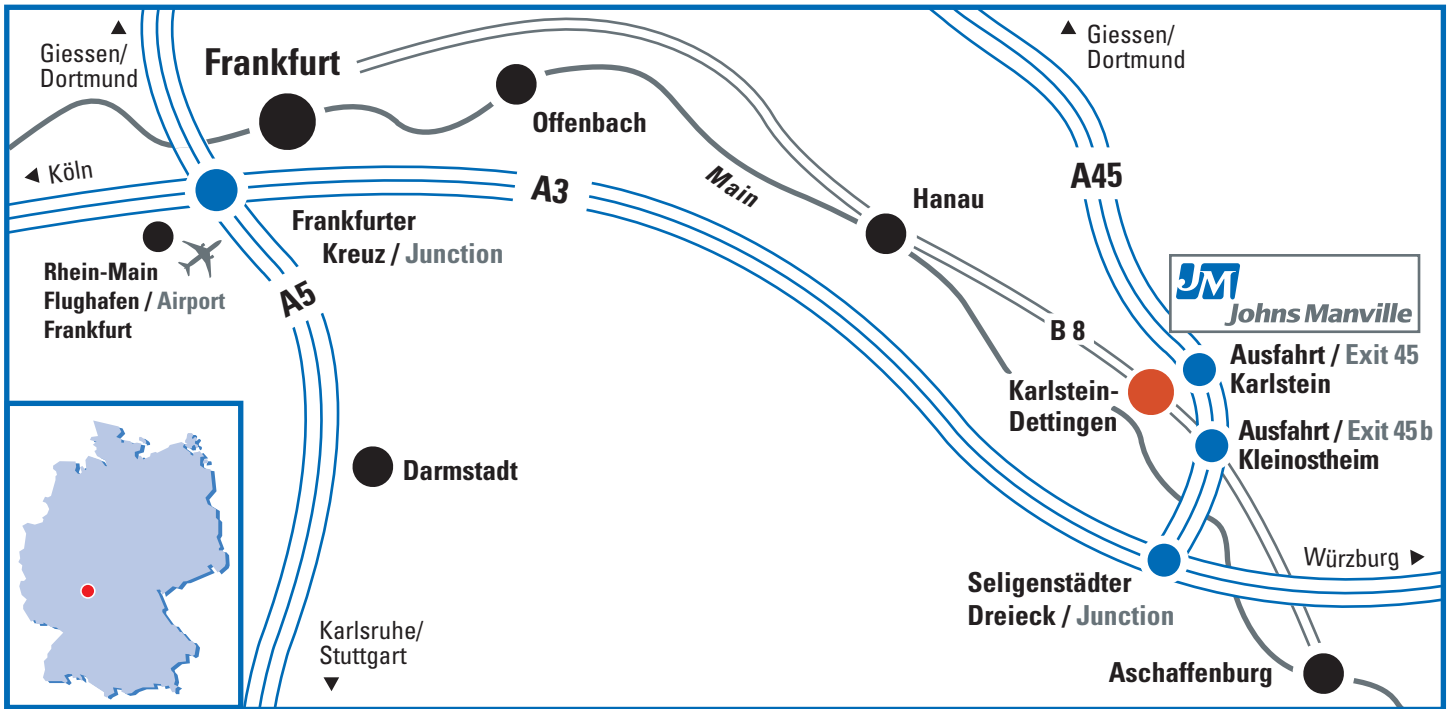 Giessen/
Dortmund
Frankfurt
Offenbach
Giessen/
Dortmund
Köln
A3
Main
Hanau
A45
Frankfurter
Kreuz / Junction
Rhein-Main
Flughafen / Airport
Frankfurt
A5
JM
Johns Manville
B 8
Ausfahrt / Exit 45
Karlstein
Karlstein-
Dettingen
Ausfahrt / Exit 45b
Kleinostheim
Darmstadt
Würzburg
Seligenstädter
Dreieck / Junction
Karlsruhe/
Stuttgart
Aschaffenburg